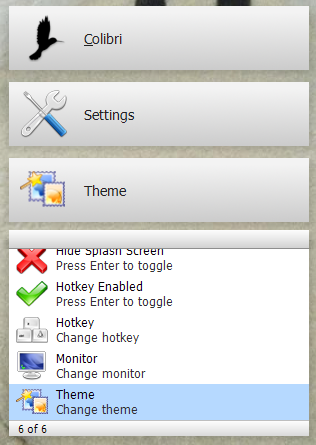 Colibri
Settings
Theme
Hide Splash Screen
Press Enter to toggle
Hotkey Enabled
Press Enter to toggle
Hotkey
Change hotkey
Monitor
Change monitor
Theme
Change theme
6 of 6